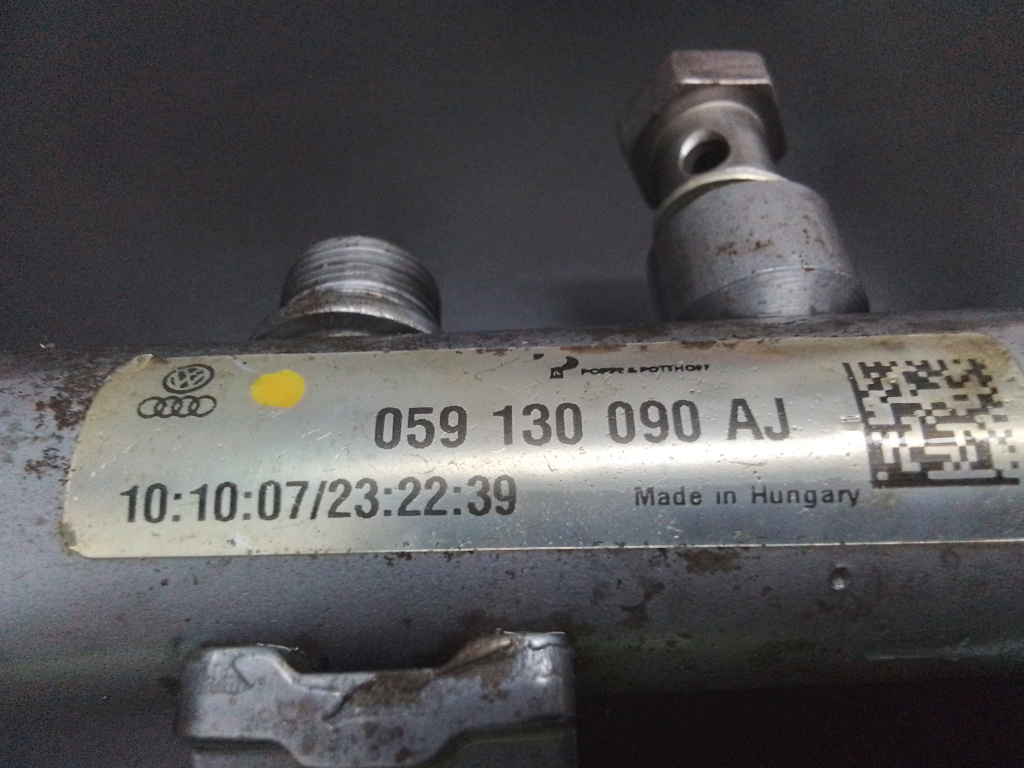 POPPE & POTTHOFF
059 130 090 AJ
10:10:07/23:22:39
Made in Hungary